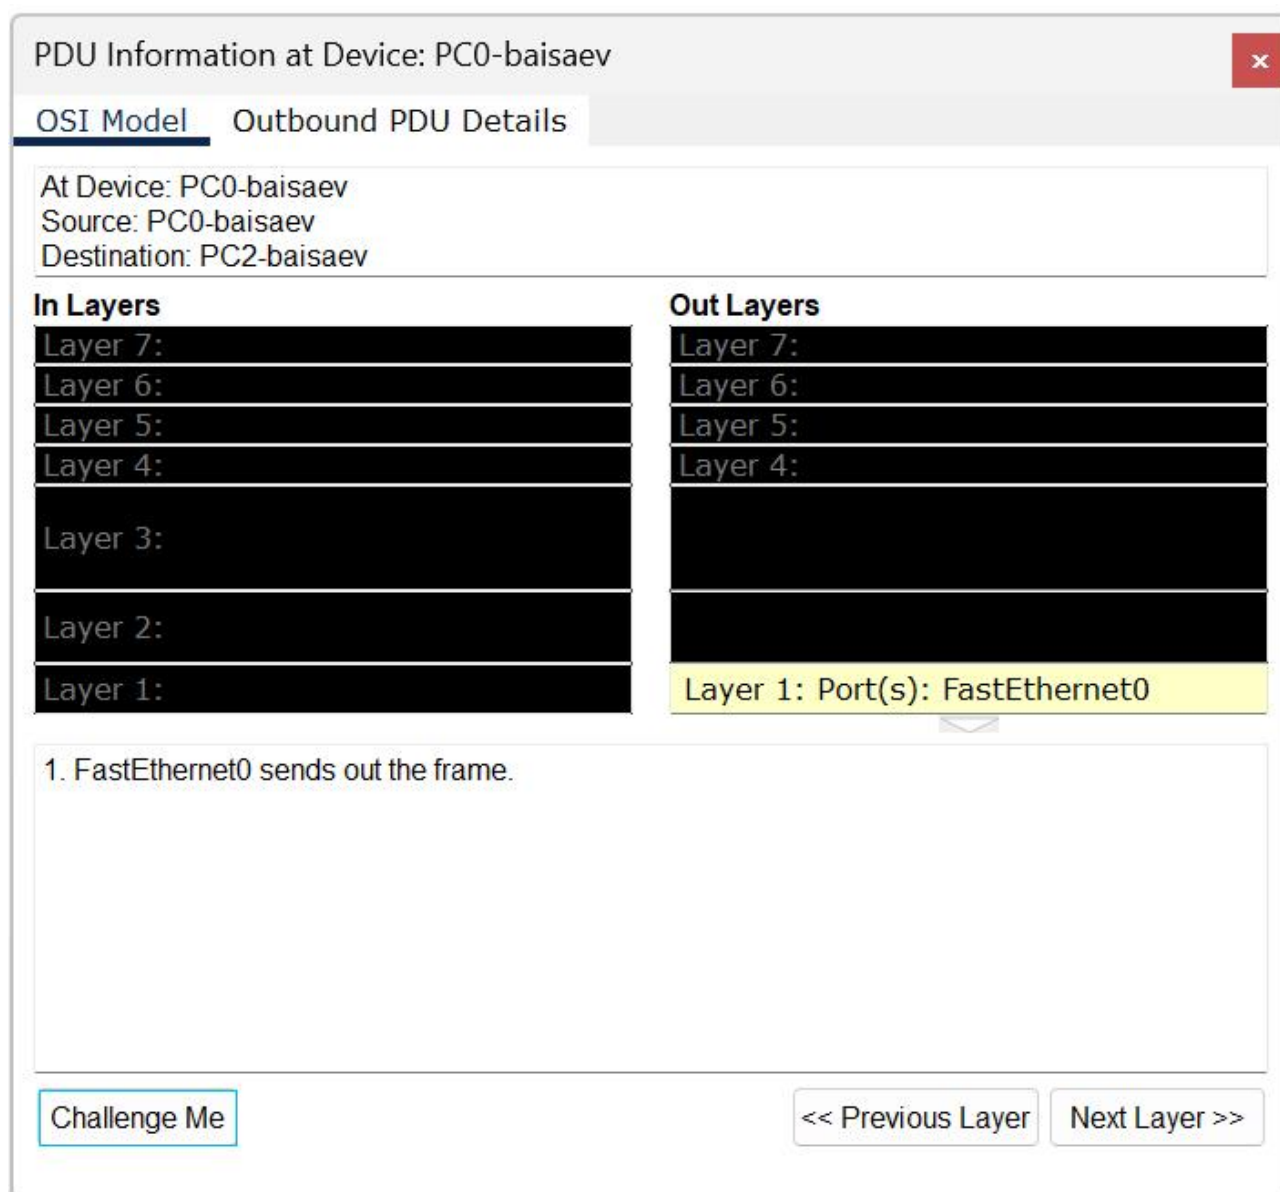 PDU Information at Device: PC0-baisaev
x
OSI Model Outbound PDU Details
At Device: PC0-baisaev
Source: PC0-baisaev
Destination: PC2-baisaev
In Layers
Layer 7:
Layer 6:
Layer 5:
Layer 4:
Layer 3:
Layer 2:
Layer 1:
Out Layers
Layer 7:
Layer 6:
Layer 5:
Layer 4:
Layer 1: Port(s): FastEthernet0
1. FastEthernet0 sends out the frame.
Challenge Me
<< Previous Layer
Next Layer >>